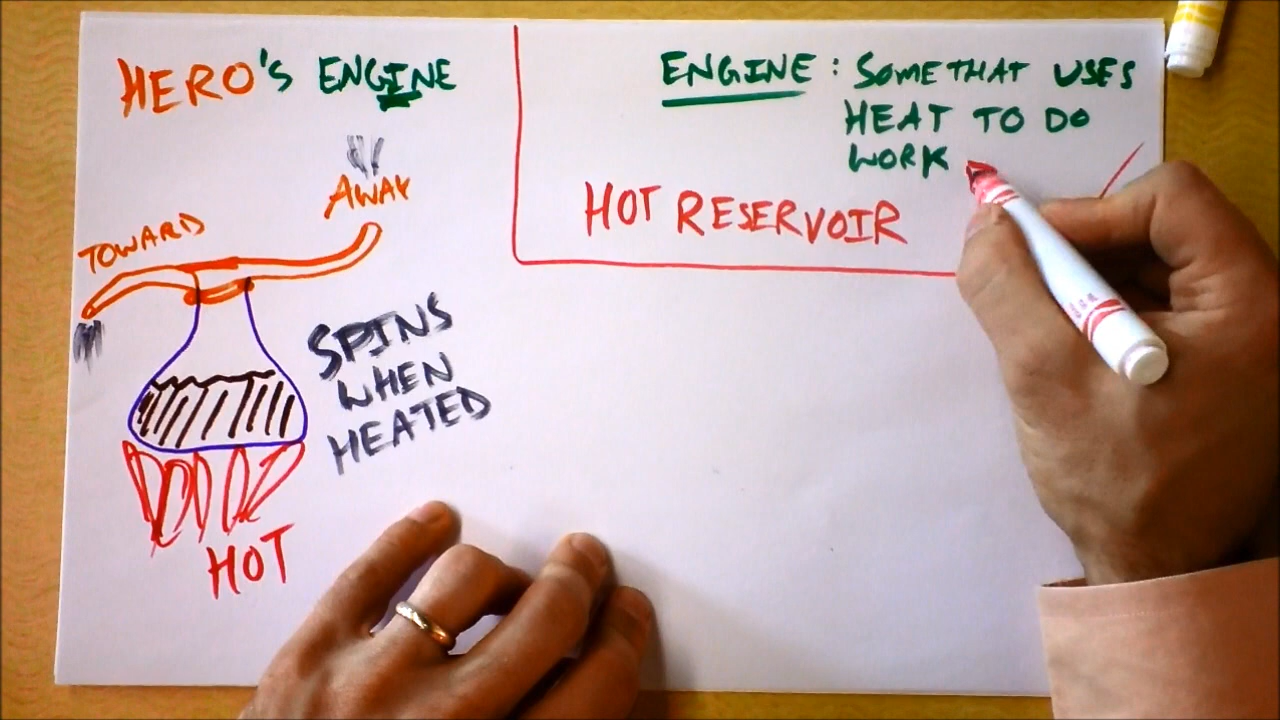 HERO'S ENGINE
AWAY
TOWARD
SPINS
WHEN
HEATED
HOT
ENGINE: SOMETHAT USES
HEAT TO DO
WORK
HOT RESERVOIR